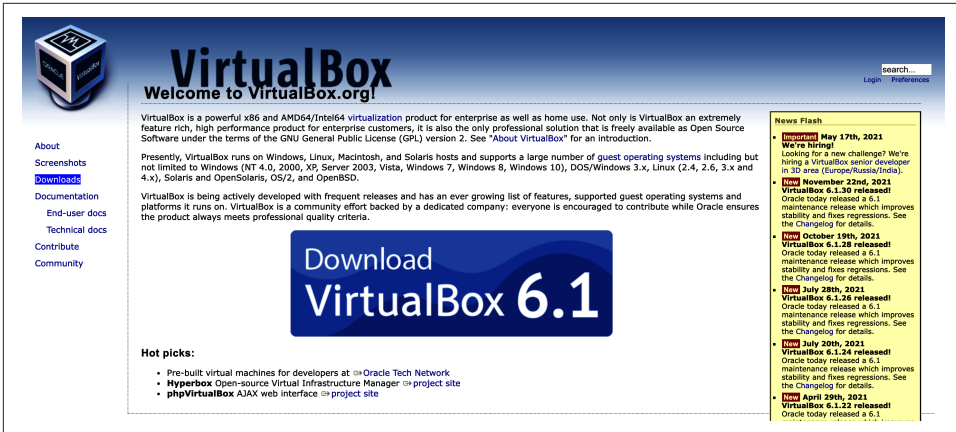 ORACLE
VirtualBox
VirtualBox
search...
Login Preferences
Welcome to VirtualBox.org!
About
Screenshots
Downloads
Documentation
End-user docs
Technical docs
Contribute
Community
VirtualBox is a powerful x86 and AMD64/Intel64 virtualization product for enterprise as well as home use. Not only is VirtualBox an extremely
feature rich, high performance product for enterprise customers, it is also the only professional solution that is freely available as Open Source
Software under the terms of the GNU General Public License (GPL) version 2. See "About VirtualBox" for an introduction.
Presently, VirtualBox runs on Windows, Linux, Macintosh, and Solaris hosts and supports a large number of guest operating systems including but
not limited to Windows (NT 4.0, 2000, XP, Server 2003, Vista, Windows 7, Windows 8, Windows 10), DOS/Windows 3.x, Linux (2.4, 2.6, 3.x and
4.x), Solaris and OpenSolaris, OS/2, and OpenBSD.
VirtualBox is being actively developed with frequent releases and has an ever growing list of features, supported guest operating systems and
platforms it runs on. VirtualBox is a community effort backed by a dedicated company: everyone is encouraged to contribute while Oracle ensures
the product always meets professional quality criteria.
Download
VirtualBox 6.1
Hot picks:
• Pre-built virtual machines for developers at Oracle Tech Network
• Hyperbox Open-source Virtual Infrastructure Manager project site
• phpVirtualBox AJAX web interface project site
News Flash
Important May 17th, 2021
We're hiring!
Looking for a new challenge? We're
hiring a VirtualBox senior developer
in 3D area (Europe/Russia/India).
New November 22nd, 2021
VirtualBox 6.1.30 released!
Oracle today released a 6.1
maintenance release which improves
stability and fixes regressions. See
the Changelog for details.
New October 19th, 2021
VirtualBox 6.1.28 released!
Oracle today released a 6.1
maintenance release which improves
stability and fixes regressions. See
the Changelog for details.
New July 28th, 2021
VirtualBox 6.1.26 released!
Oracle today released a 6.1
maintenance release which improves
stability and fixes regressions. See
the Changelog for details.
New July 20th, 2021
VirtualBox 6.1.24 released!
Oracle today released a 6.1
maintenance release which improves
stability and fixes regressions. See
the Changelog for details.
New April 29th, 2021
VirtualBox 6.1.22 released!
Oracle today released a 6.1